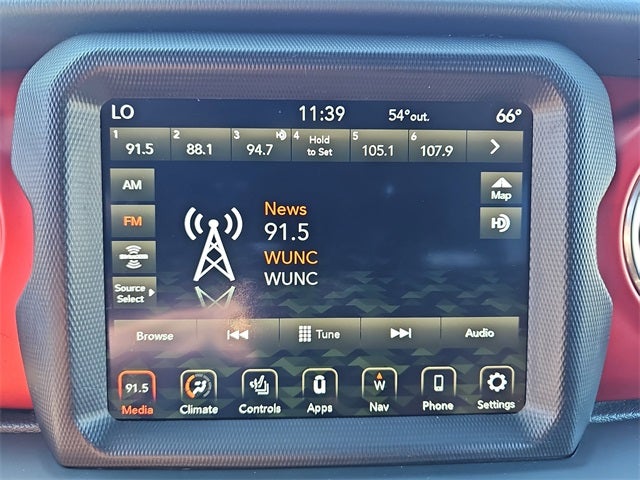 LO 11:39 54°out. 66°
1 91.5 2 88.1 3 94.7 HD 4 Hold to Set 5 105.1 6 107.9
AM
Map
FM
HD
News
91.5
WUNC
WUNC
Source
Select
Browse Tune Audio
91.5 W
Media Climate Controls Apps Nav Phone Settings